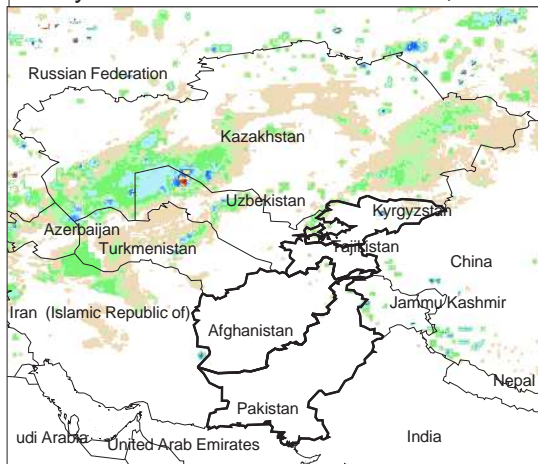 Russian Federation
Kazakhstan
Uzbekistan
Kyrgyzstan
Azerbaijan
Turkmenistan
Tajikistan
China
Iran (Islamic Republic of)
Jammu/Kashmir
Afghanistan
Nepal
Pakistan
udi Arabia
United Arab Emirates
India